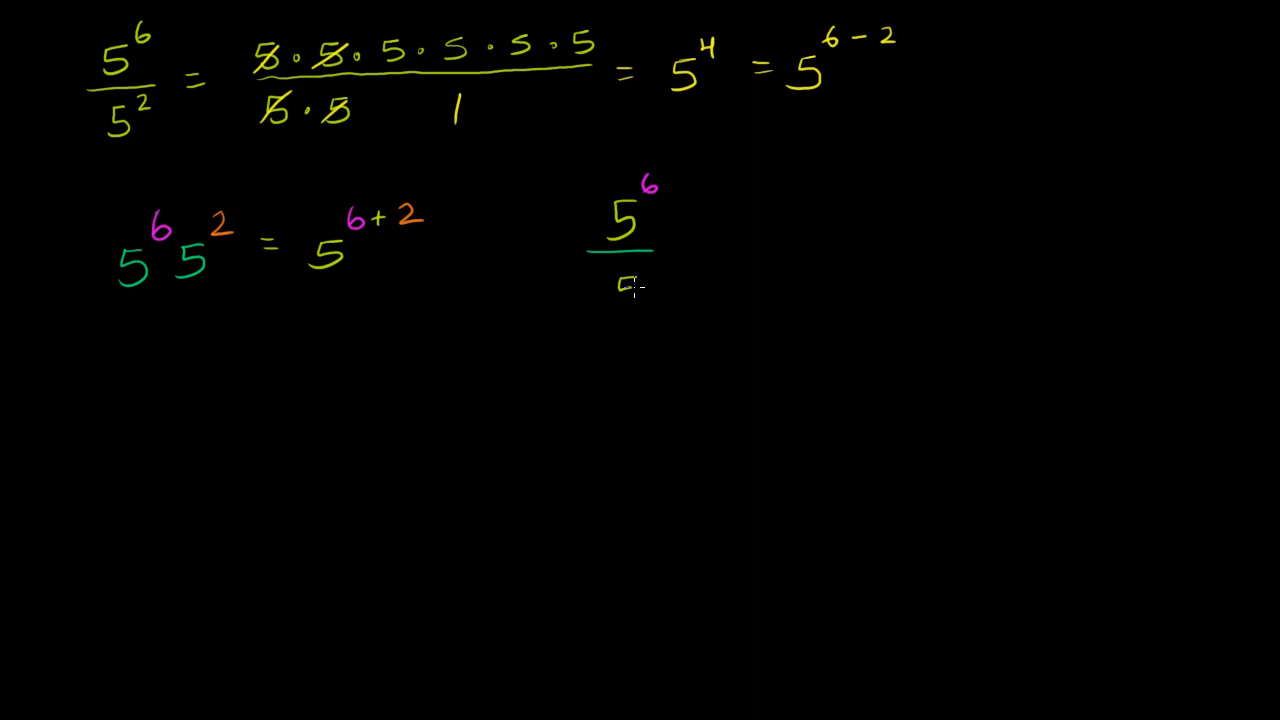 5^6 / 5^2 = 5 · 5 · 5 · 5 · 5 · 5 / 5 · 5 1 = 5^4 = 5^(6 - 2)
5^6 5^2 = 5^(6 + 2)
5^6 / 5